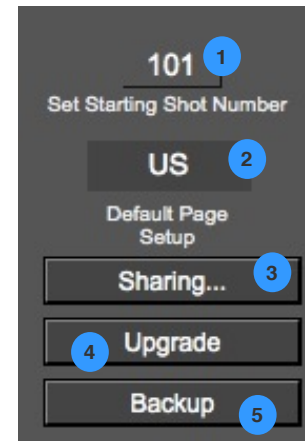 101 1
Set Starting Shot Number
US 2
Default Page
Setup
Sharing... 3
4 Upgrade
Backup 5